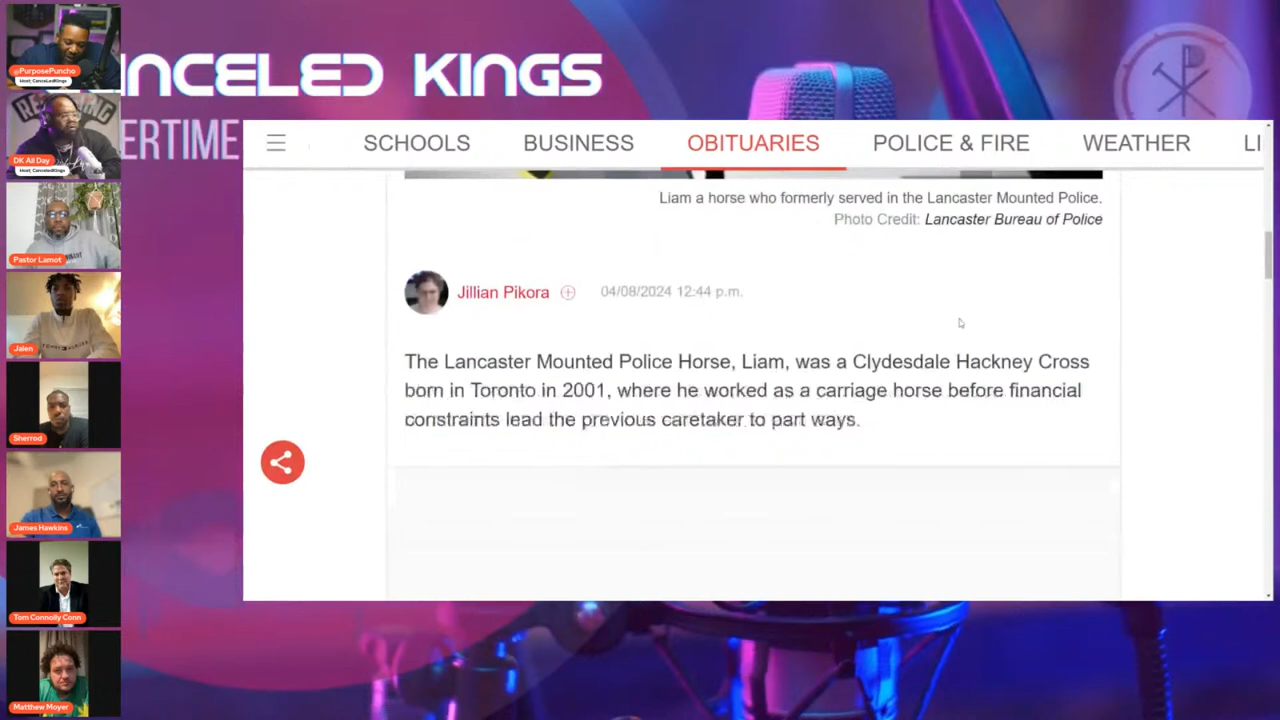 @PurposePuncho
Host_CanceledKings
DK All Day
Host_CanceledKings
Pastor Lamot
Jalen
Sherrod
James Hawkins
Tom Connolly Conn
Matthew Moyer
NCELED KINGS
ERTIME
SCHOOLS BUSINESS OBITUARIES POLICE & FIRE WEATHER LI
Liam a horse who formerly served in the Lancaster Mounted Police.
Photo Credit: Lancaster Bureau of Police
Jillian Pikora 04/08/2024 12:44 p.m.
The Lancaster Mounted Police Horse, Liam, was a Clydesdale Hackney Cross
born in Toronto in 2001, where he worked as a carriage horse before financial
constraints lead the previous caretaker to part ways.